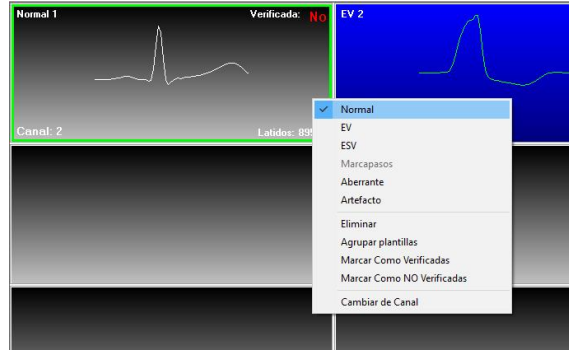 Normal 1 Verificada: No
EV 2
Canal: 2 Latidos:
Normal
EV
ESV
Marcapasos
Aberrante
Artefacto
Eliminar
Agrupar plantillas
Marcar Como Verificadas
Marcar Como NO Verificadas
Cambiar de Canal